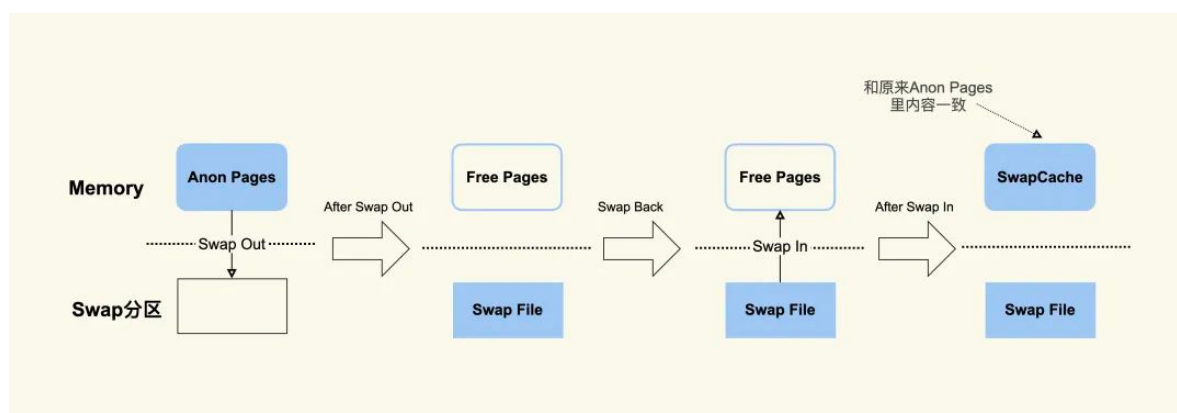 和原来Anon Pages
里内容一致
Memory
Anon Pages
Free Pages
Free Pages
SwapCache
After Swap Out
Swap Back
After Swap In
Swap Out
Swap In
Swap分区
Swap File
Swap File
Swap File